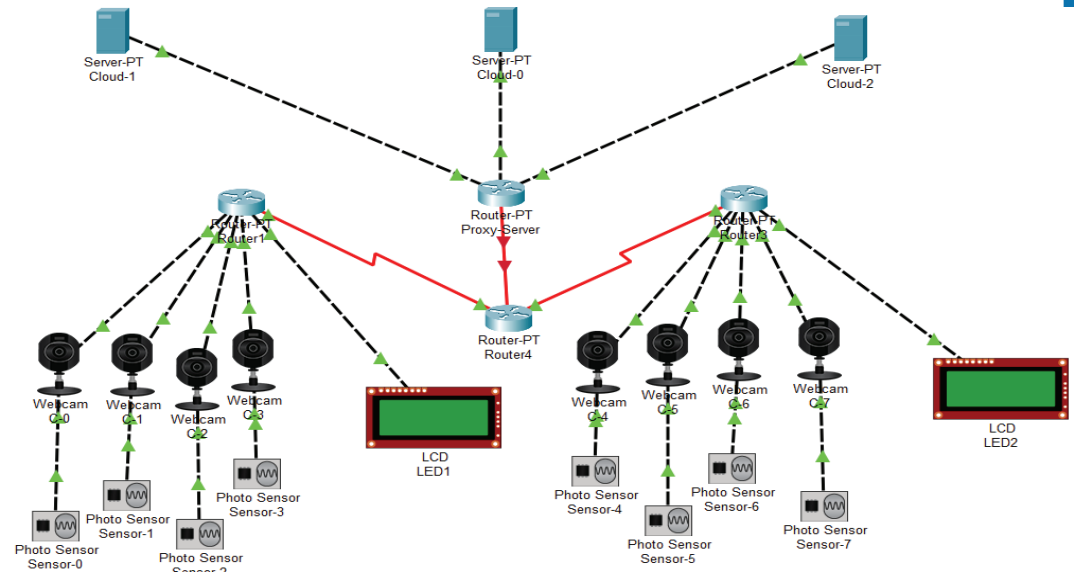 Server-PT
Cloud-1
Server-PT
Cloud-0
Server-PT
Cloud-2
Router-PT
Proxy-Server
Router-PT
Router1
Router-PT
Router3
Router-PT
Router4
Webcam
C-0
Webcam
C-1
Webcam
C-2
Webcam
C-3
LCD
LED1
Webcam
C-4
Webcam
C-5
Webcam
C-6
Webcam
C-7
LCD
LED2
Photo Sensor
Sensor-0
Photo Sensor
Sensor-1
Photo Sensor
Sensor-2
Photo Sensor
Sensor-3
Photo Sensor
Sensor-4
Photo Sensor
Sensor-5
Photo Sensor
Sensor-6
Photo Sensor
Sensor-7